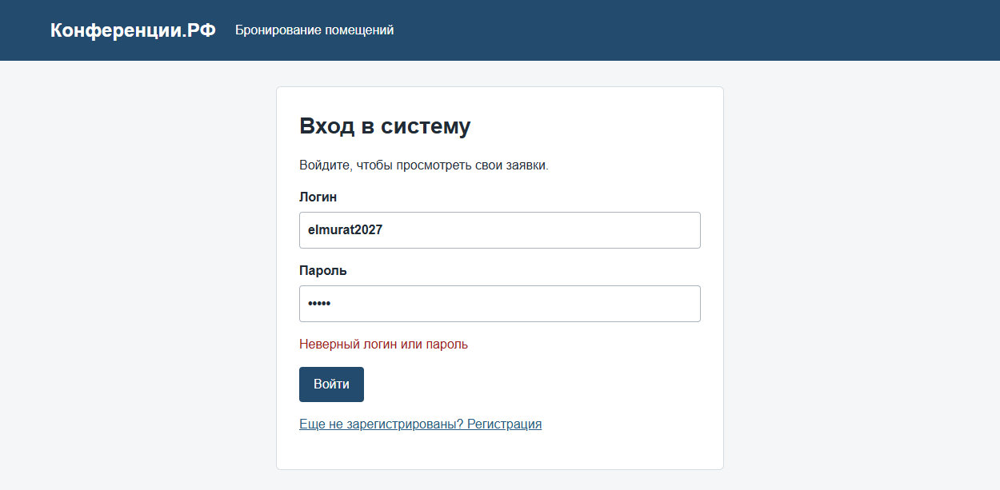 Конференции.РФ Бронирование помещений
Вход в систему
Войдите, чтобы просмотреть свои заявки.
Логин
elmurat2027
Пароль
•••••
Неверный логин или пароль
Войти
Еще не зарегистрированы? Регистрация